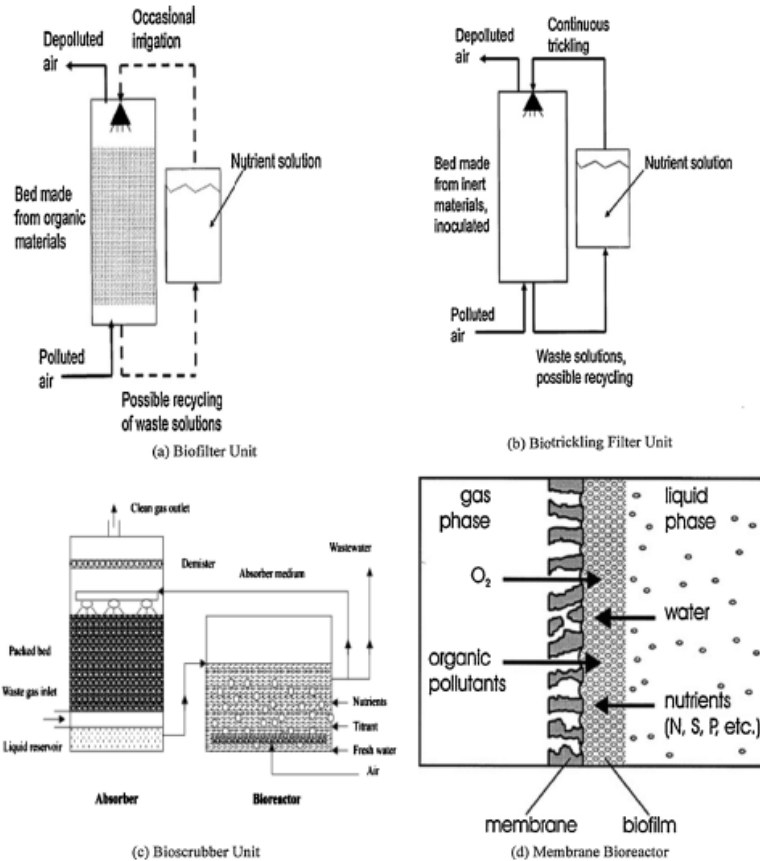 Depolluted
air
Occasional
irrigation
Nutrient solution
Bed made
from organic
materials
Polluted
air
Possible recycling
of waste solutions
(a) Biofilter Unit
Depolluted
air
Continuous
trickling
Bed made
from inert
materials,
inoculated
Nutrient solution
Polluted
air
Waste solutions,
possible recycling
(b) Biotrickling Filter Unit
Clean gas outlet
Wastewater
Demister
Absorber medium
Packed bed
Waste gas inlet
Nutrients
Titrant
Liquid reservoir
Fresh water
Air
Absorber
Bioreactor
(c) Bioscrubber Unit
gas
phase
liquid
phase
O₂
water
organic
pollutants
nutrients
(N, S, P, etc.)
membrane
biofilm
(d) Membrane Bioreactor